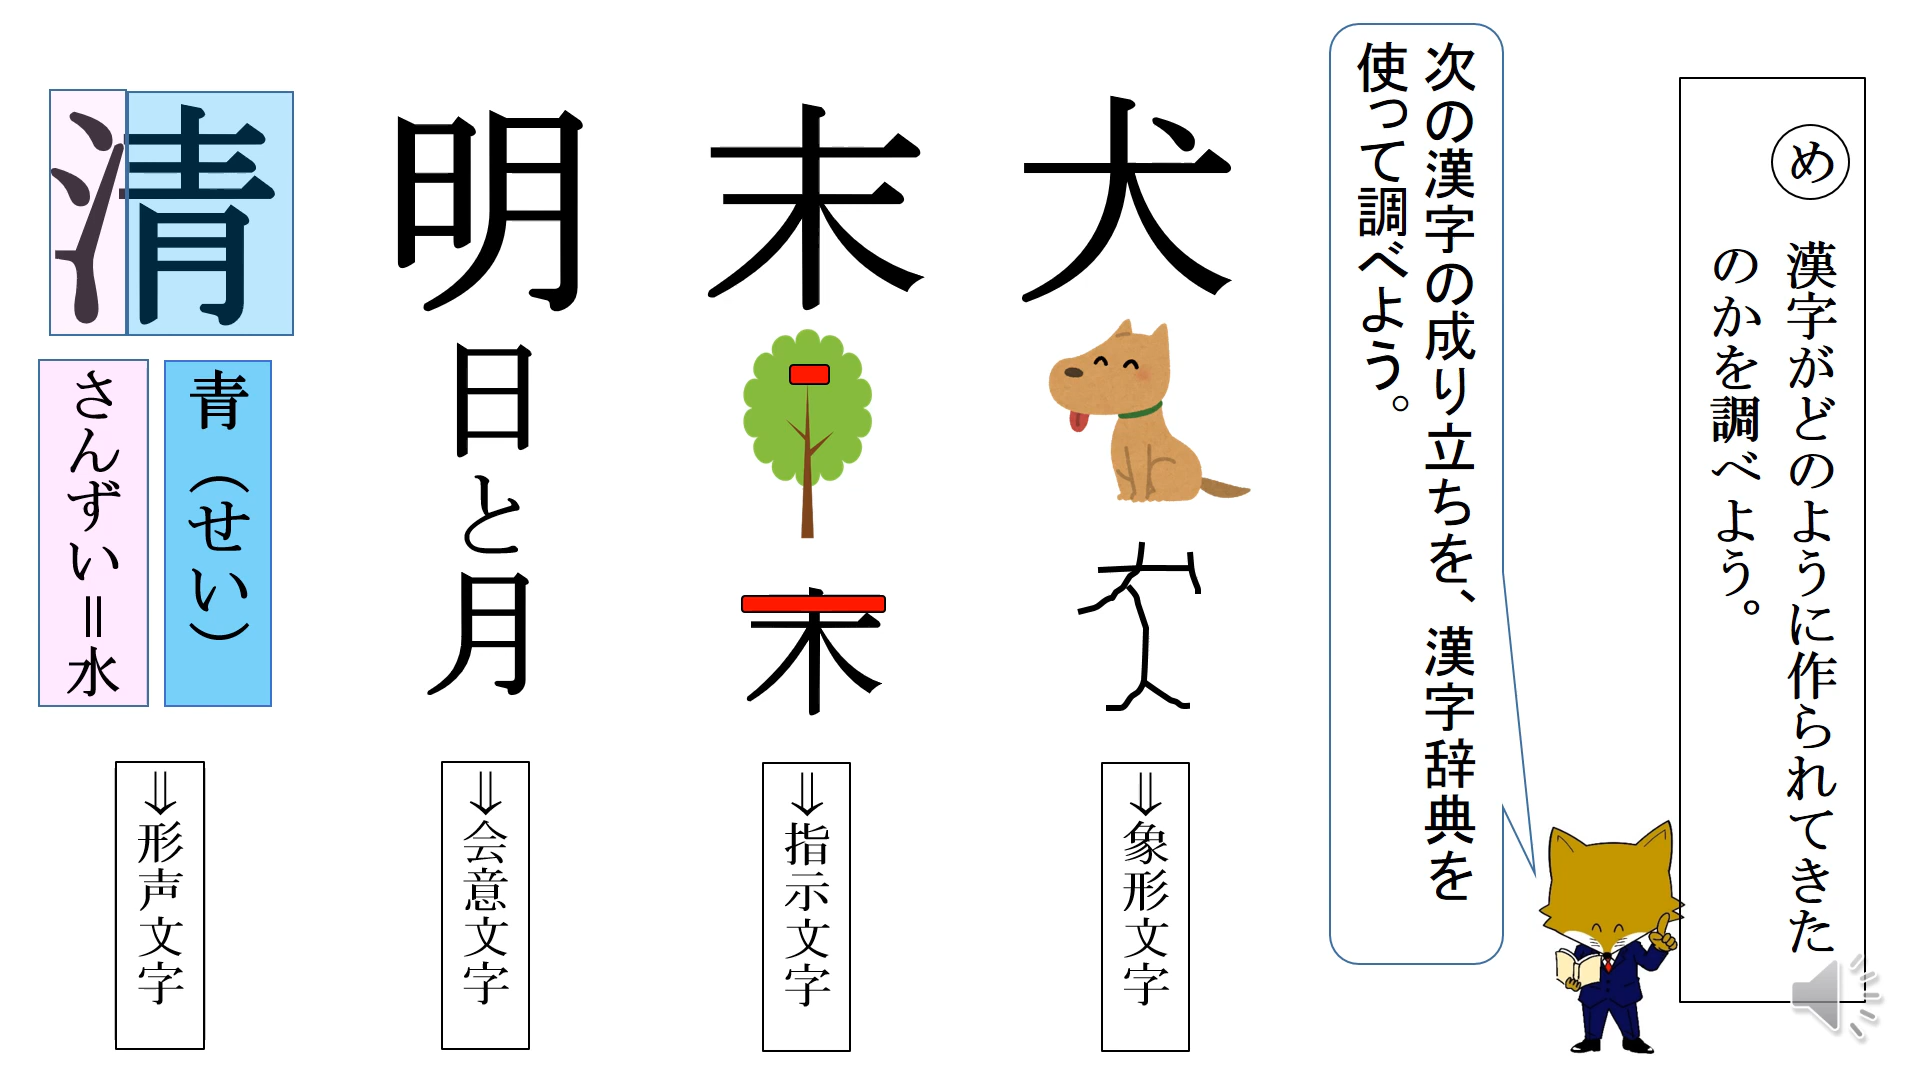 め
漢字がどのように作られてきた
のかを調べよう。
次の漢字の成り立ちを、漢字辞典を
使って調べよう。
犬
⇒象形文字
末
末
⇒指示文字
明
日と月
⇒会意文字
清
青（せい）
さんずい＝水
⇒形声文字